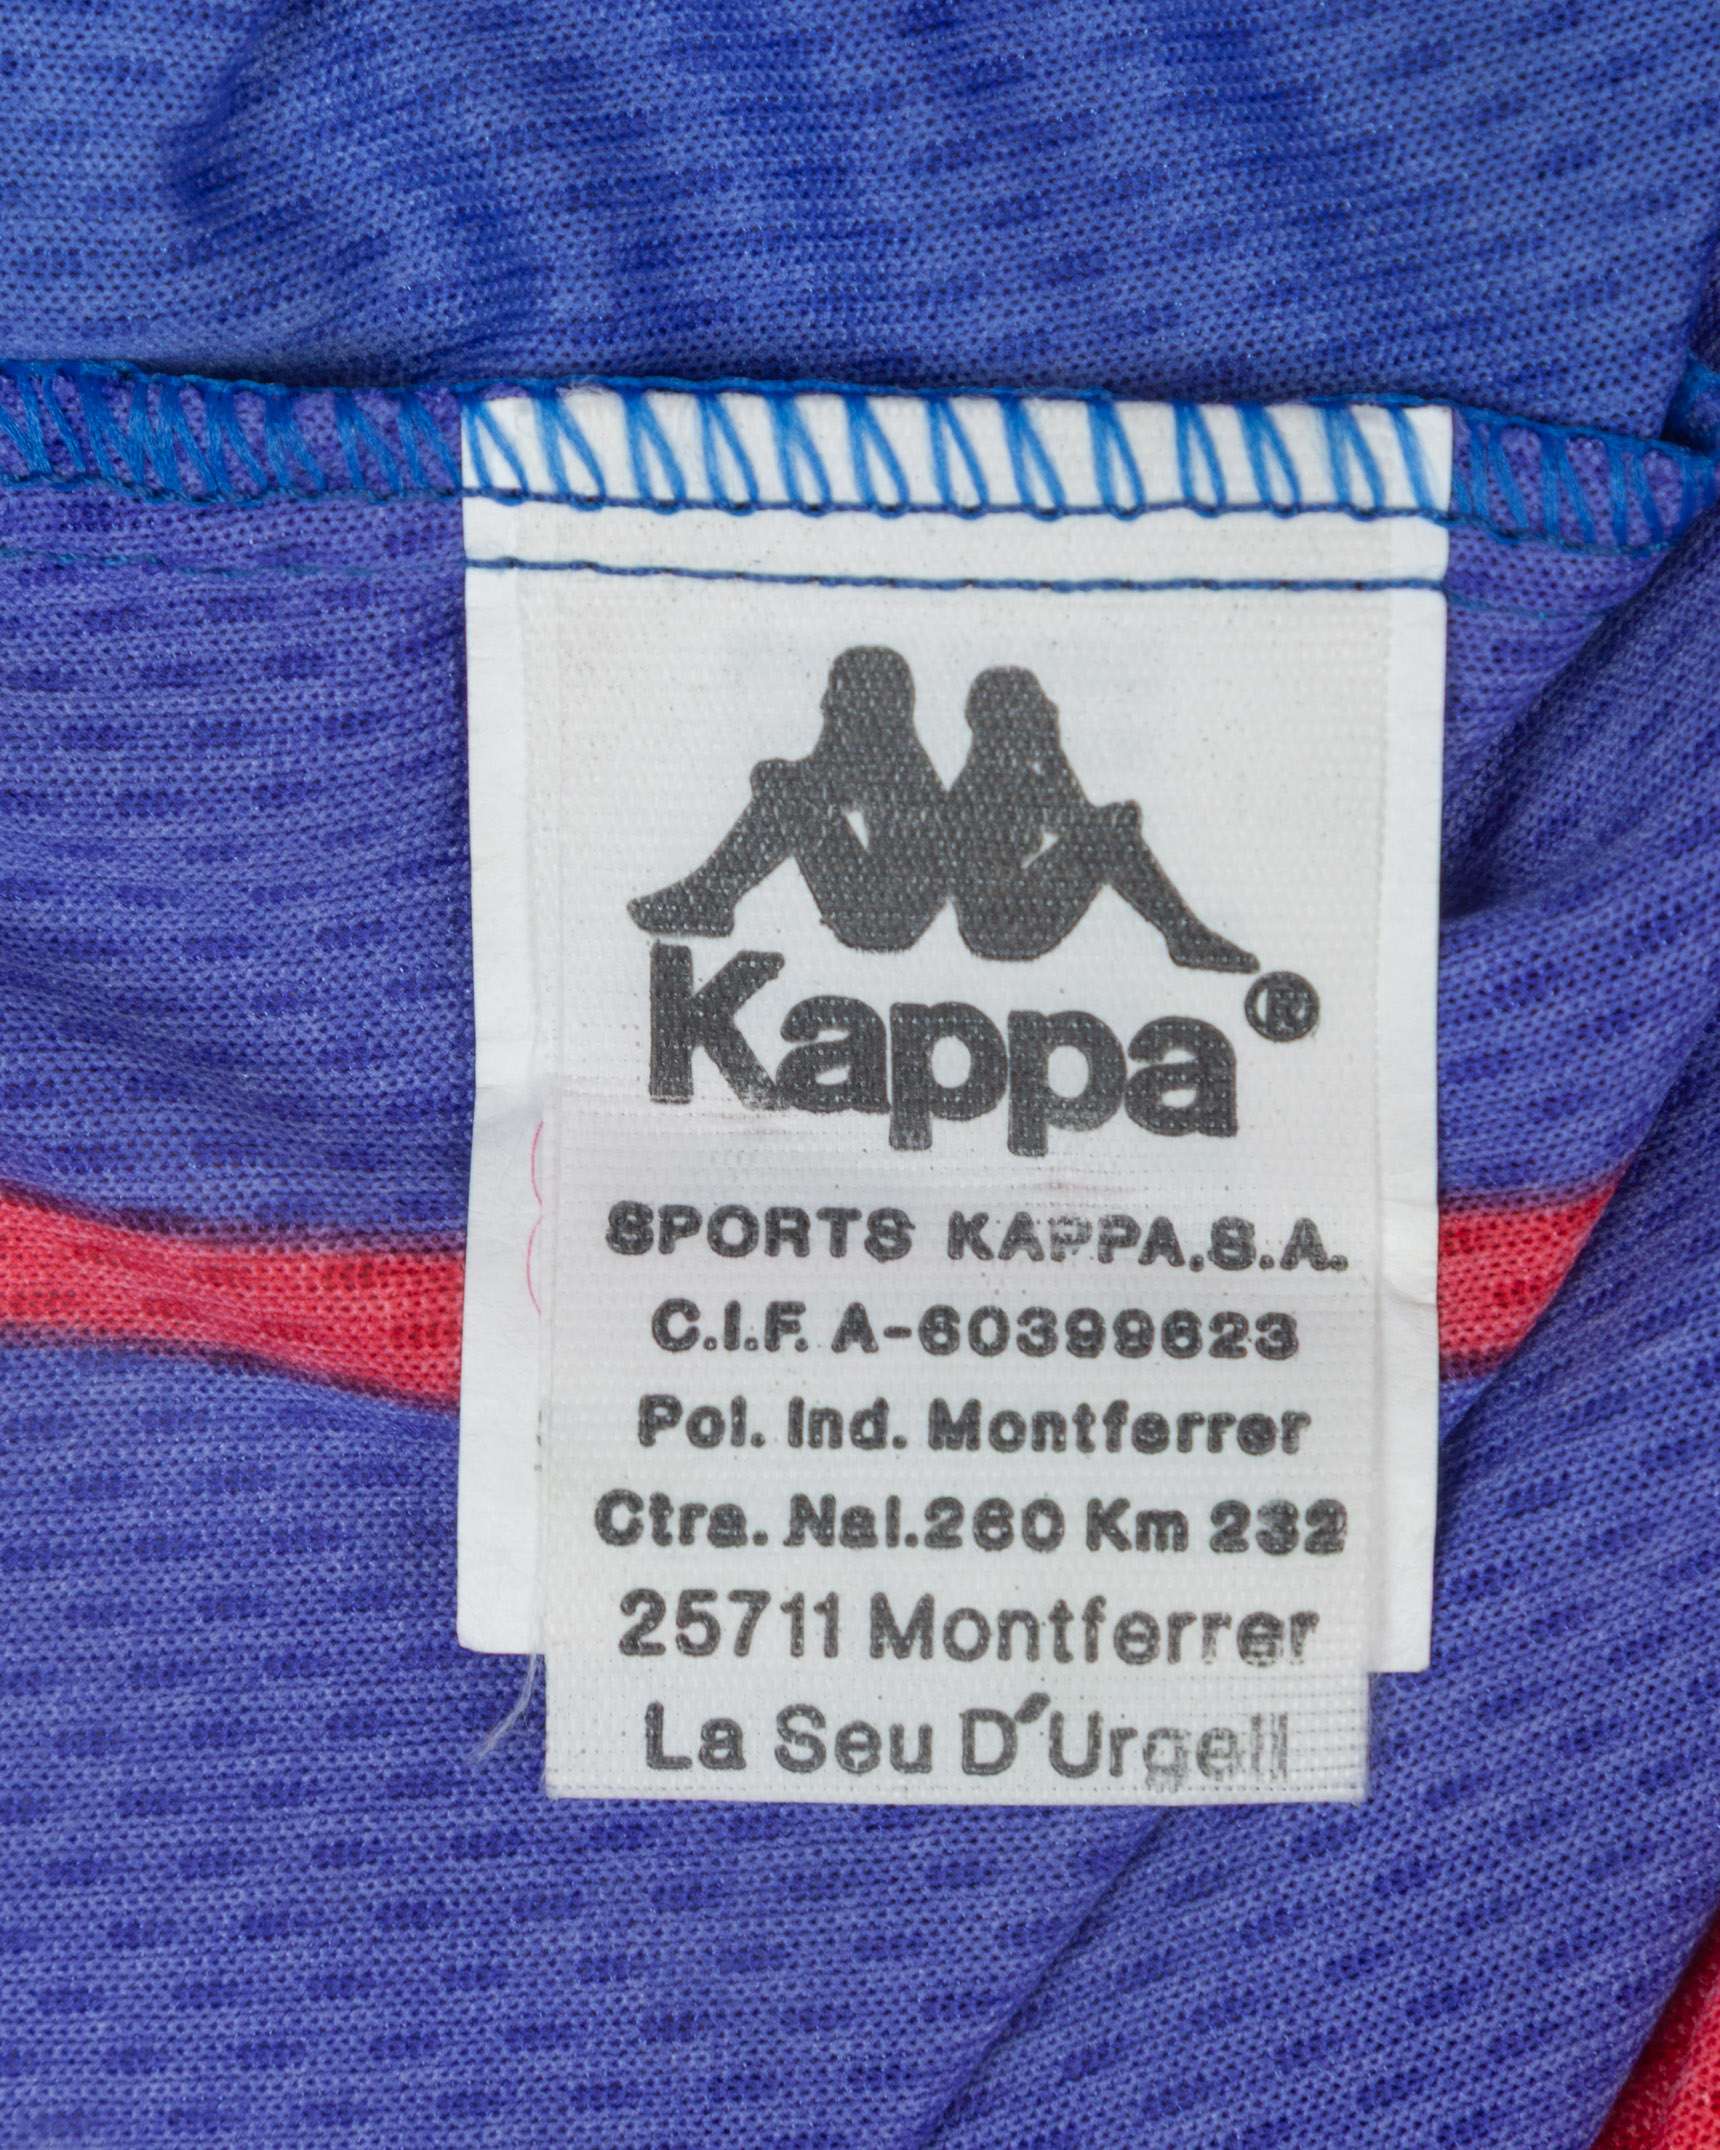 Kappa®
SPORTS KAPPA,S.A.
C.I.F. A-60399623
Pol. Ind. Montferrer
Ctra. Nal.260 Km 232
25711 Montferrer
La Seu D'Urgell